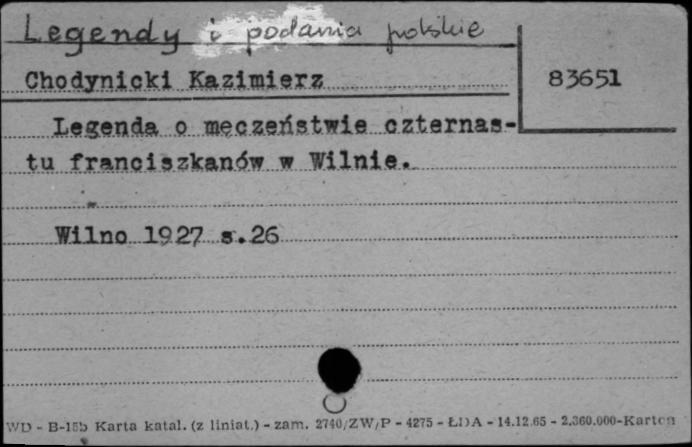 Legendy i podania polskie
Chodynicki Kazimierz
83651
Legenda o męczeństwie czternas-
tu franciszkanów w Wilnie.
Wilno 1927 s.26
WD - B-15b Karta katal. (z liniat.) - zam. 2740/ZW/P - 4275 - ŁDA - 14.12.65 - 2.360.000-Karton